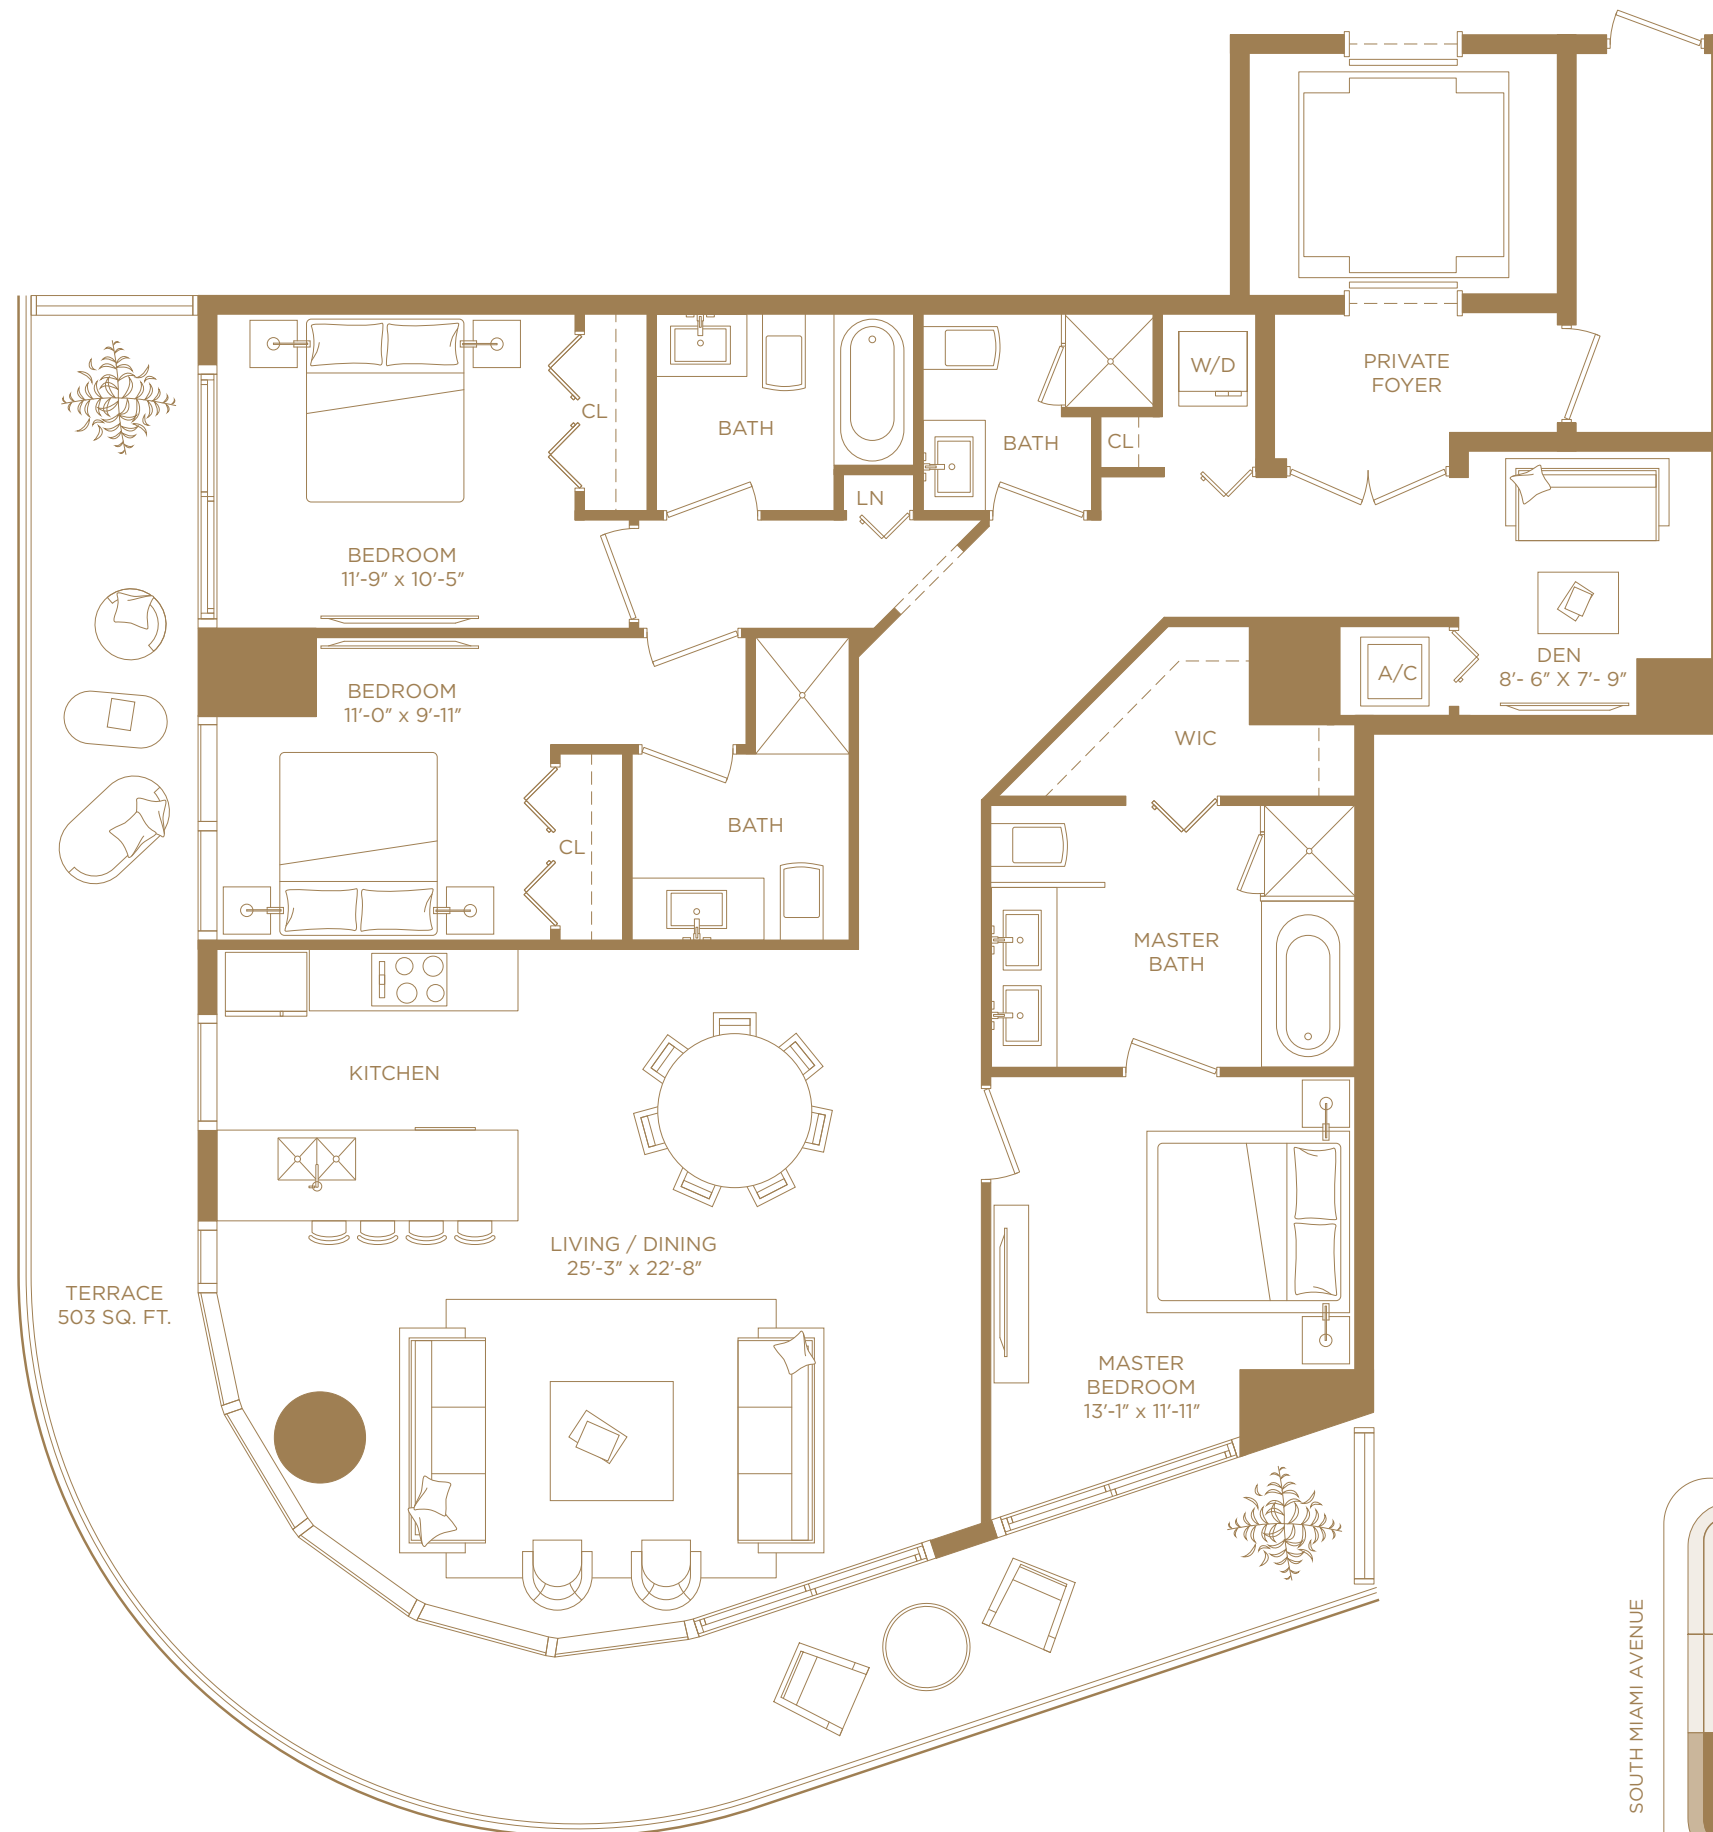 PRIVATE
FOYER
W/D
CL
BATH
BATH
CL
LN
BEDROOM
11'-9" x 10'-5"
DEN
8'- 6" X 7'- 9"
A/C
BEDROOM
11'-0" x 9'-11"
WIC
BATH
CL
MASTER
BATH
KITCHEN
LIVING / DINING
25'-3" x 22'-8"
TERRACE
503 SQ. FT.
MASTER
BEDROOM
13'-1" x 11'-11"
SOUTH MIAMI AVENUE